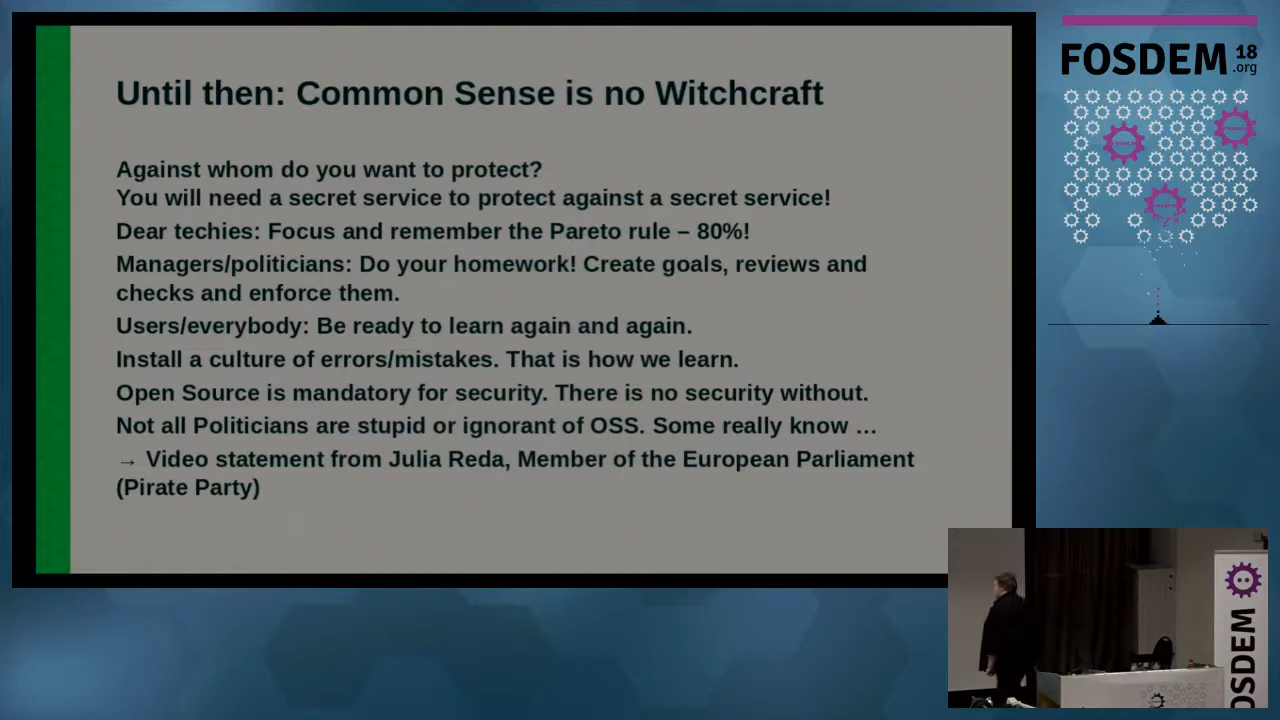 Until then: Common Sense is no Witchcraft
Against whom do you want to protect?
You will need a secret service to protect against a secret service!
Dear techies: Focus and remember the Pareto rule – 80%!
Managers/politicians: Do your homework! Create goals, reviews and
checks and enforce them.
Users/everybody: Be ready to learn again and again.
Install a culture of errors/mistakes. That is how we learn.
Open Source is mandatory for security. There is no security without.
Not all Politicians are stupid or ignorant of OSS. Some really know …
→ Video statement from Julia Reda, Member of the European Parliament
(Pirate Party)
FOSDEM 18
.org
OSDEM